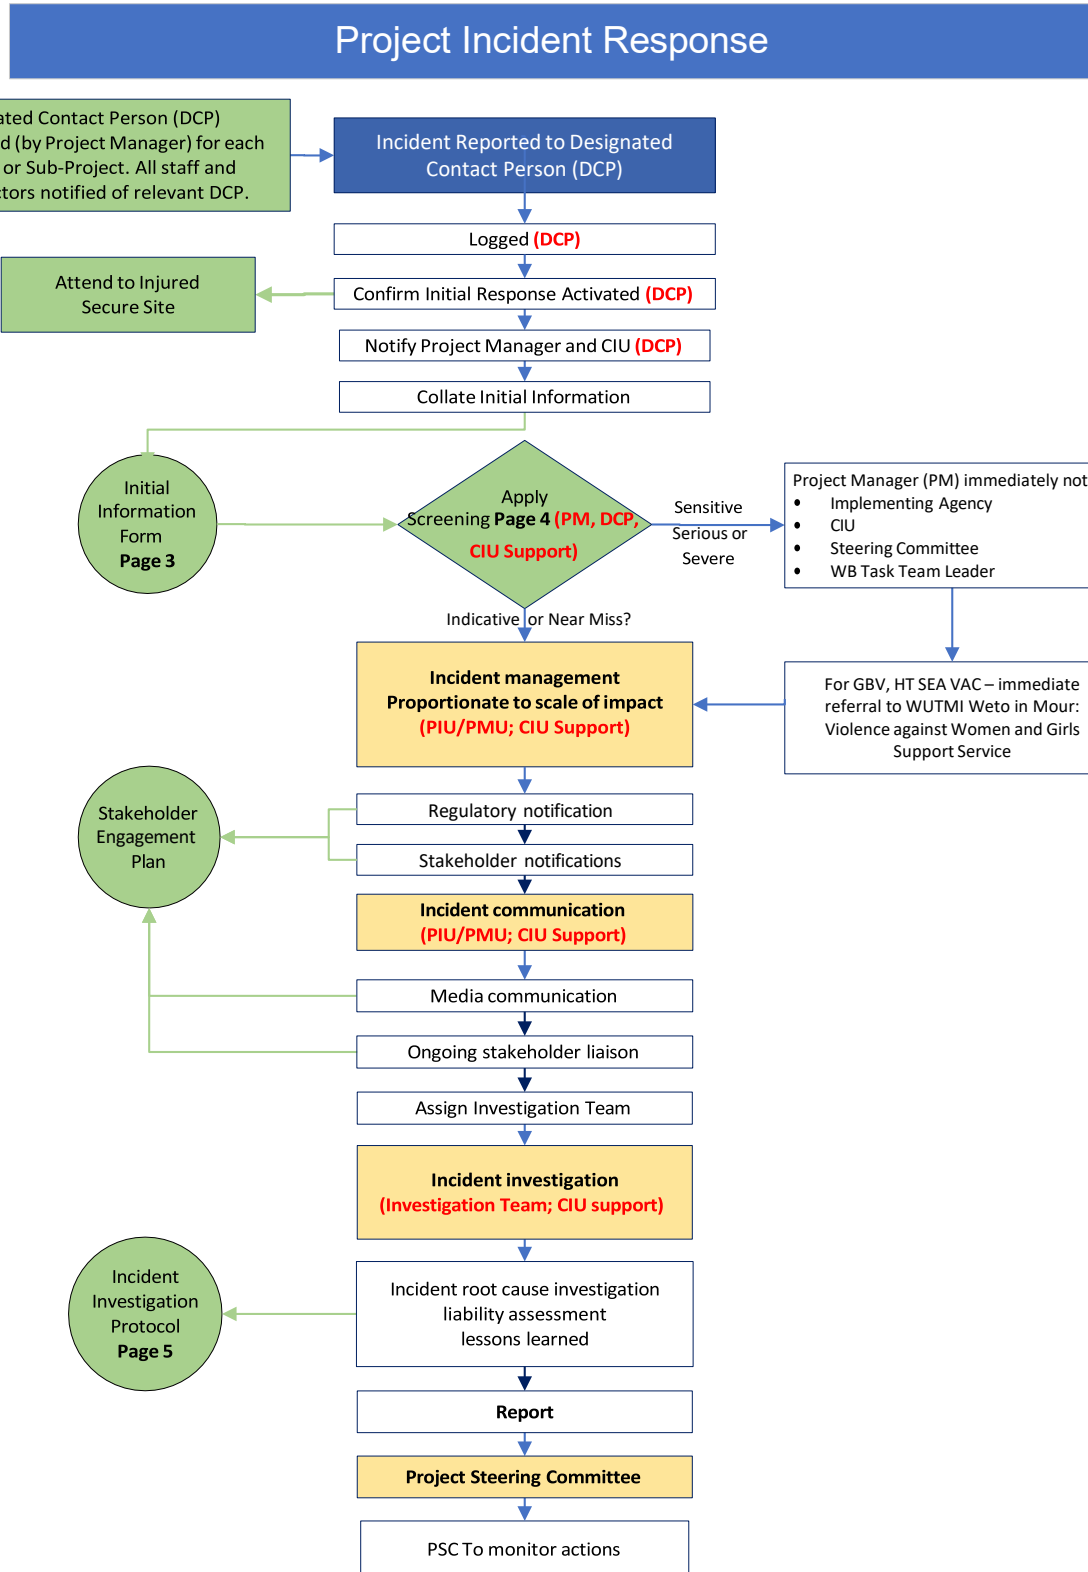 Project Incident Response
Contact Person (DCP)
(by Project Manager) for each
or Sub-Project. All staff and
notified of relevant DCP.
Incident Reported to Designated
Contact Person (DCP)
Logged (DCP)
Attend to Injured
Secure Site
Confirm Initial Response Activated (DCP)
Notify Project Manager and CIU (DCP)
Collate Initial Information
Initial
Information
Form
Page 3
Apply
Screening Page 4 (PM, DCP,
CIU Support)
Sensitive
Serious or
Severe
Project Manager (PM) immediately not
• Implementing Agency
• CIU
• Steering Committee
• WB Task Team Leader
Indicative or Near Miss?
Incident management
Proportionate to scale of impact
(PIU/PMU; CIU Support)
For GBV, HT SEA VAC – immediate
referral to WUTMI Weto in Mour:
Violence against Women and Girls
Support Service
Stakeholder
Engagement
Plan
Regulatory notification
Stakeholder notifications
Incident communication
(PIU/PMU; CIU Support)
Media communication
Ongoing stakeholder liaison
Assign Investigation Team
Incident investigation
(Investigation Team; CIU support)
Incident
Investigation
Protocol
Page 5
Incident root cause investigation
liability assessment
lessons learned
Report
Project Steering Committee
PSC To monitor actions